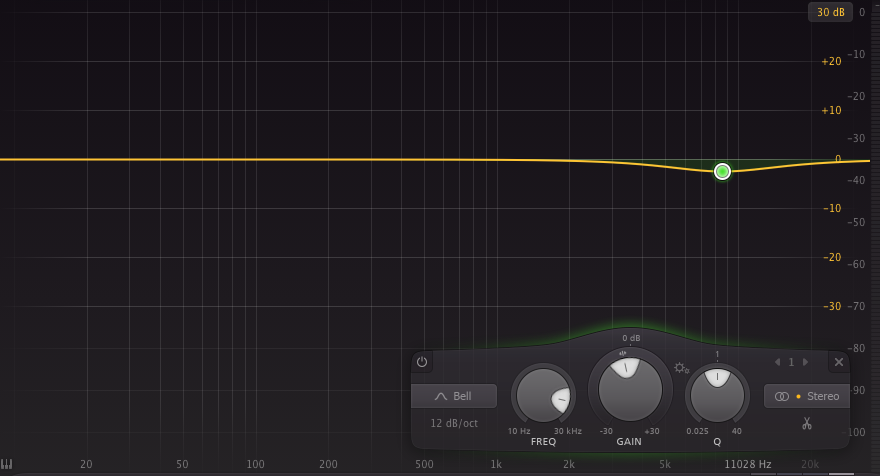 30 dB 0
+20 -10
+10 -20
0 -30
-10 -40
-20 -50
-30 -60
-70
-80
-90
-100
0 dB
1
1
Bell
Stereo
12 dB/oct
10 Hz 30 kHz
-30 +30
0.025 40
FREQ GAIN Q
20 50 100 200 500 1k 2k 5k 11028 Hz 20k